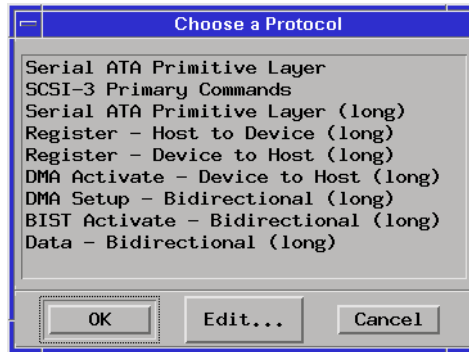 Choose a Protocol
Serial ATA Primitive Layer
SCSI-3 Primary Commands
Serial ATA Primitive Layer (long)
Register - Host to Device (long)
Register - Device to Host (long)
DMA Activate - Device to Host (long)
DMA Setup - Bidirectional (long)
BIST Activate - Bidirectional (long)
Data - Bidirectional (long)
OK Edit... Cancel